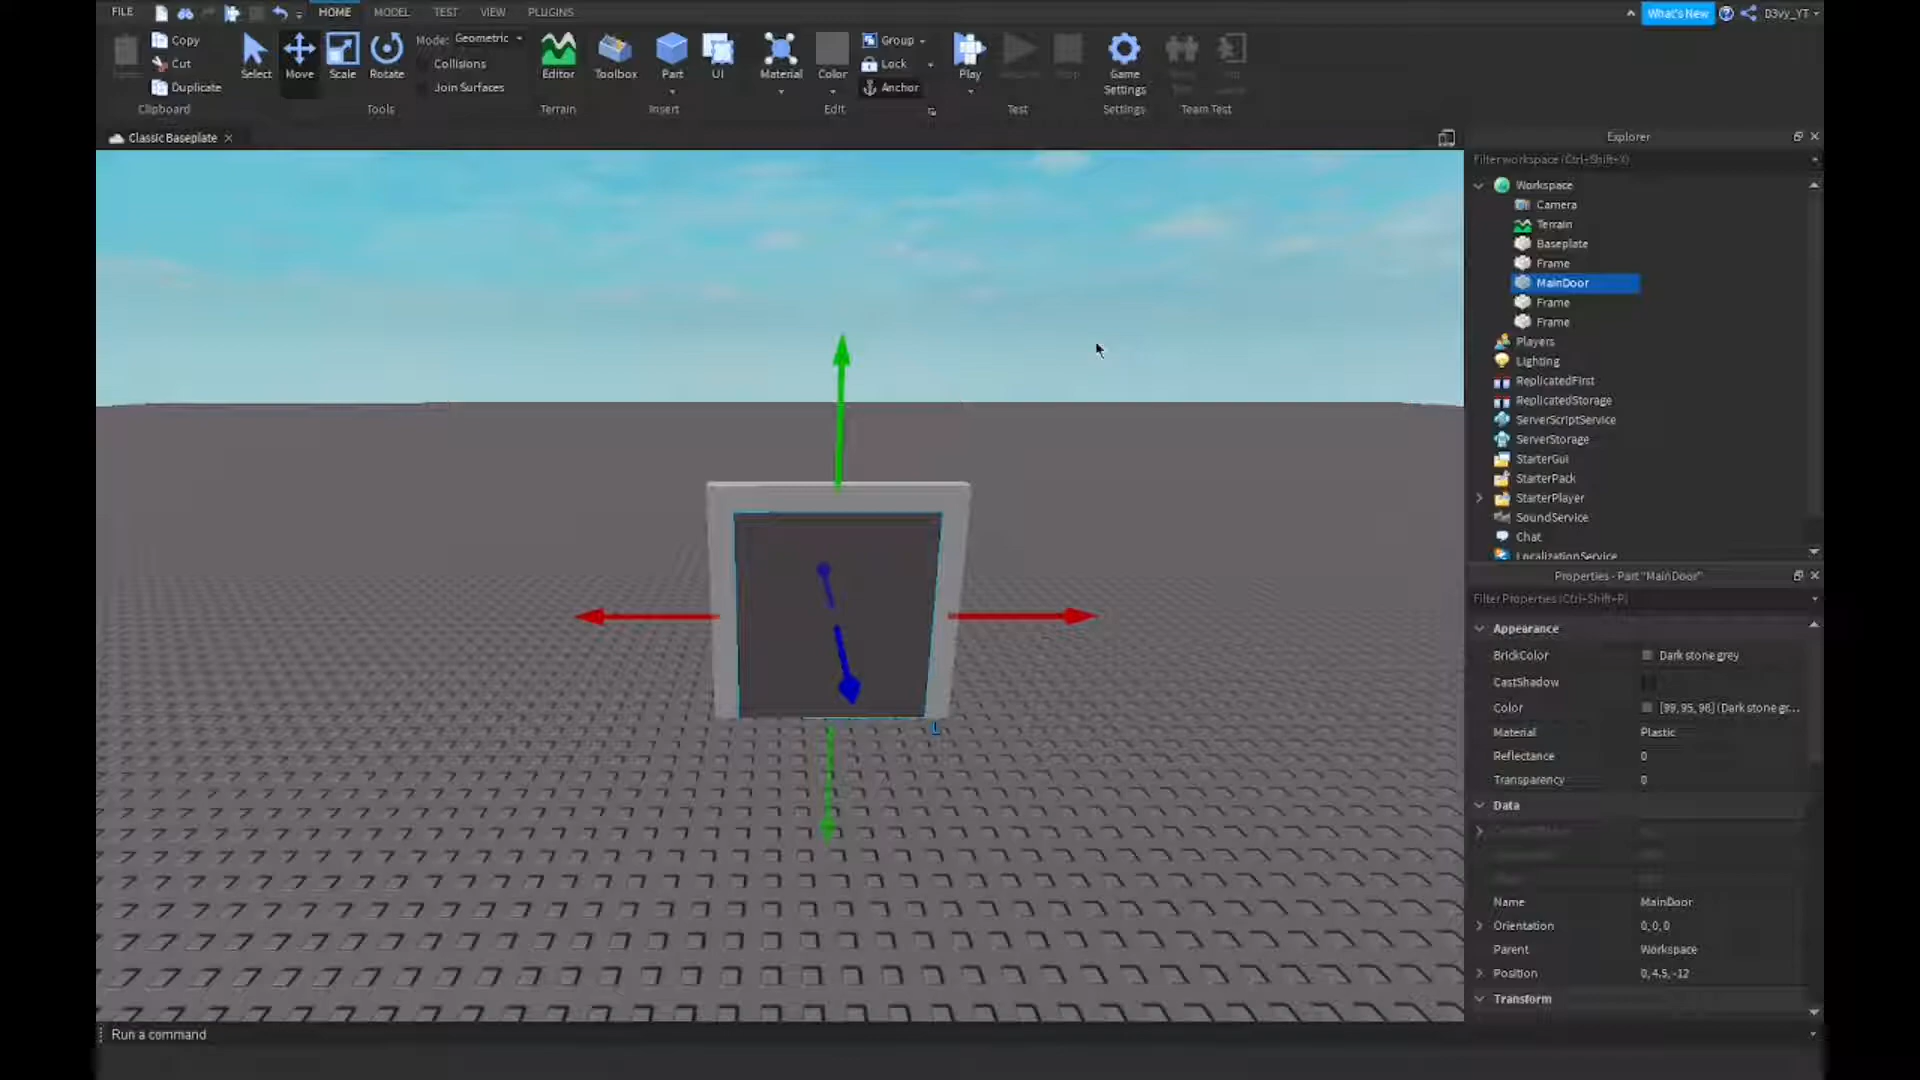 FILE HOME MODEL TEST VIEW PLUGINS What's New D3vy_YT
Copy
Cut
Duplicate
Clipboard
Select Move Scale Rotate
Mode: Geometric
Collisions
Join Surfaces
Tools
Editor
Terrain
Toolbox Part UI
Insert
Material Color
Group
Lock
Anchor
Edit
Play
Test
Game Settings
Settings
Team Test
Classic Baseplate
Explorer
Filter workspace (Ctrl+Shift+X)
Workspace
Camera
Terrain
Baseplate
Frame
MainDoor
Frame
Frame
Players
Lighting
ReplicatedFirst
ReplicatedStorage
ServerScriptService
ServerStorage
StarterGui
StarterPack
StarterPlayer
SoundService
Chat
LocalizationService
Properties - Part "MainDoor"
Filter Properties (Ctrl+Shift+P)
Appearance
BrickColor Dark stone grey
CastShadow
Color [99, 95, 98] (Dark stone gr...
Material Plastic
Reflectance 0
Transparency 0
Data
Name MainDoor
Orientation 0, 0, 0
Parent Workspace
Position 0, 4.5, -12
Transform
Run a command